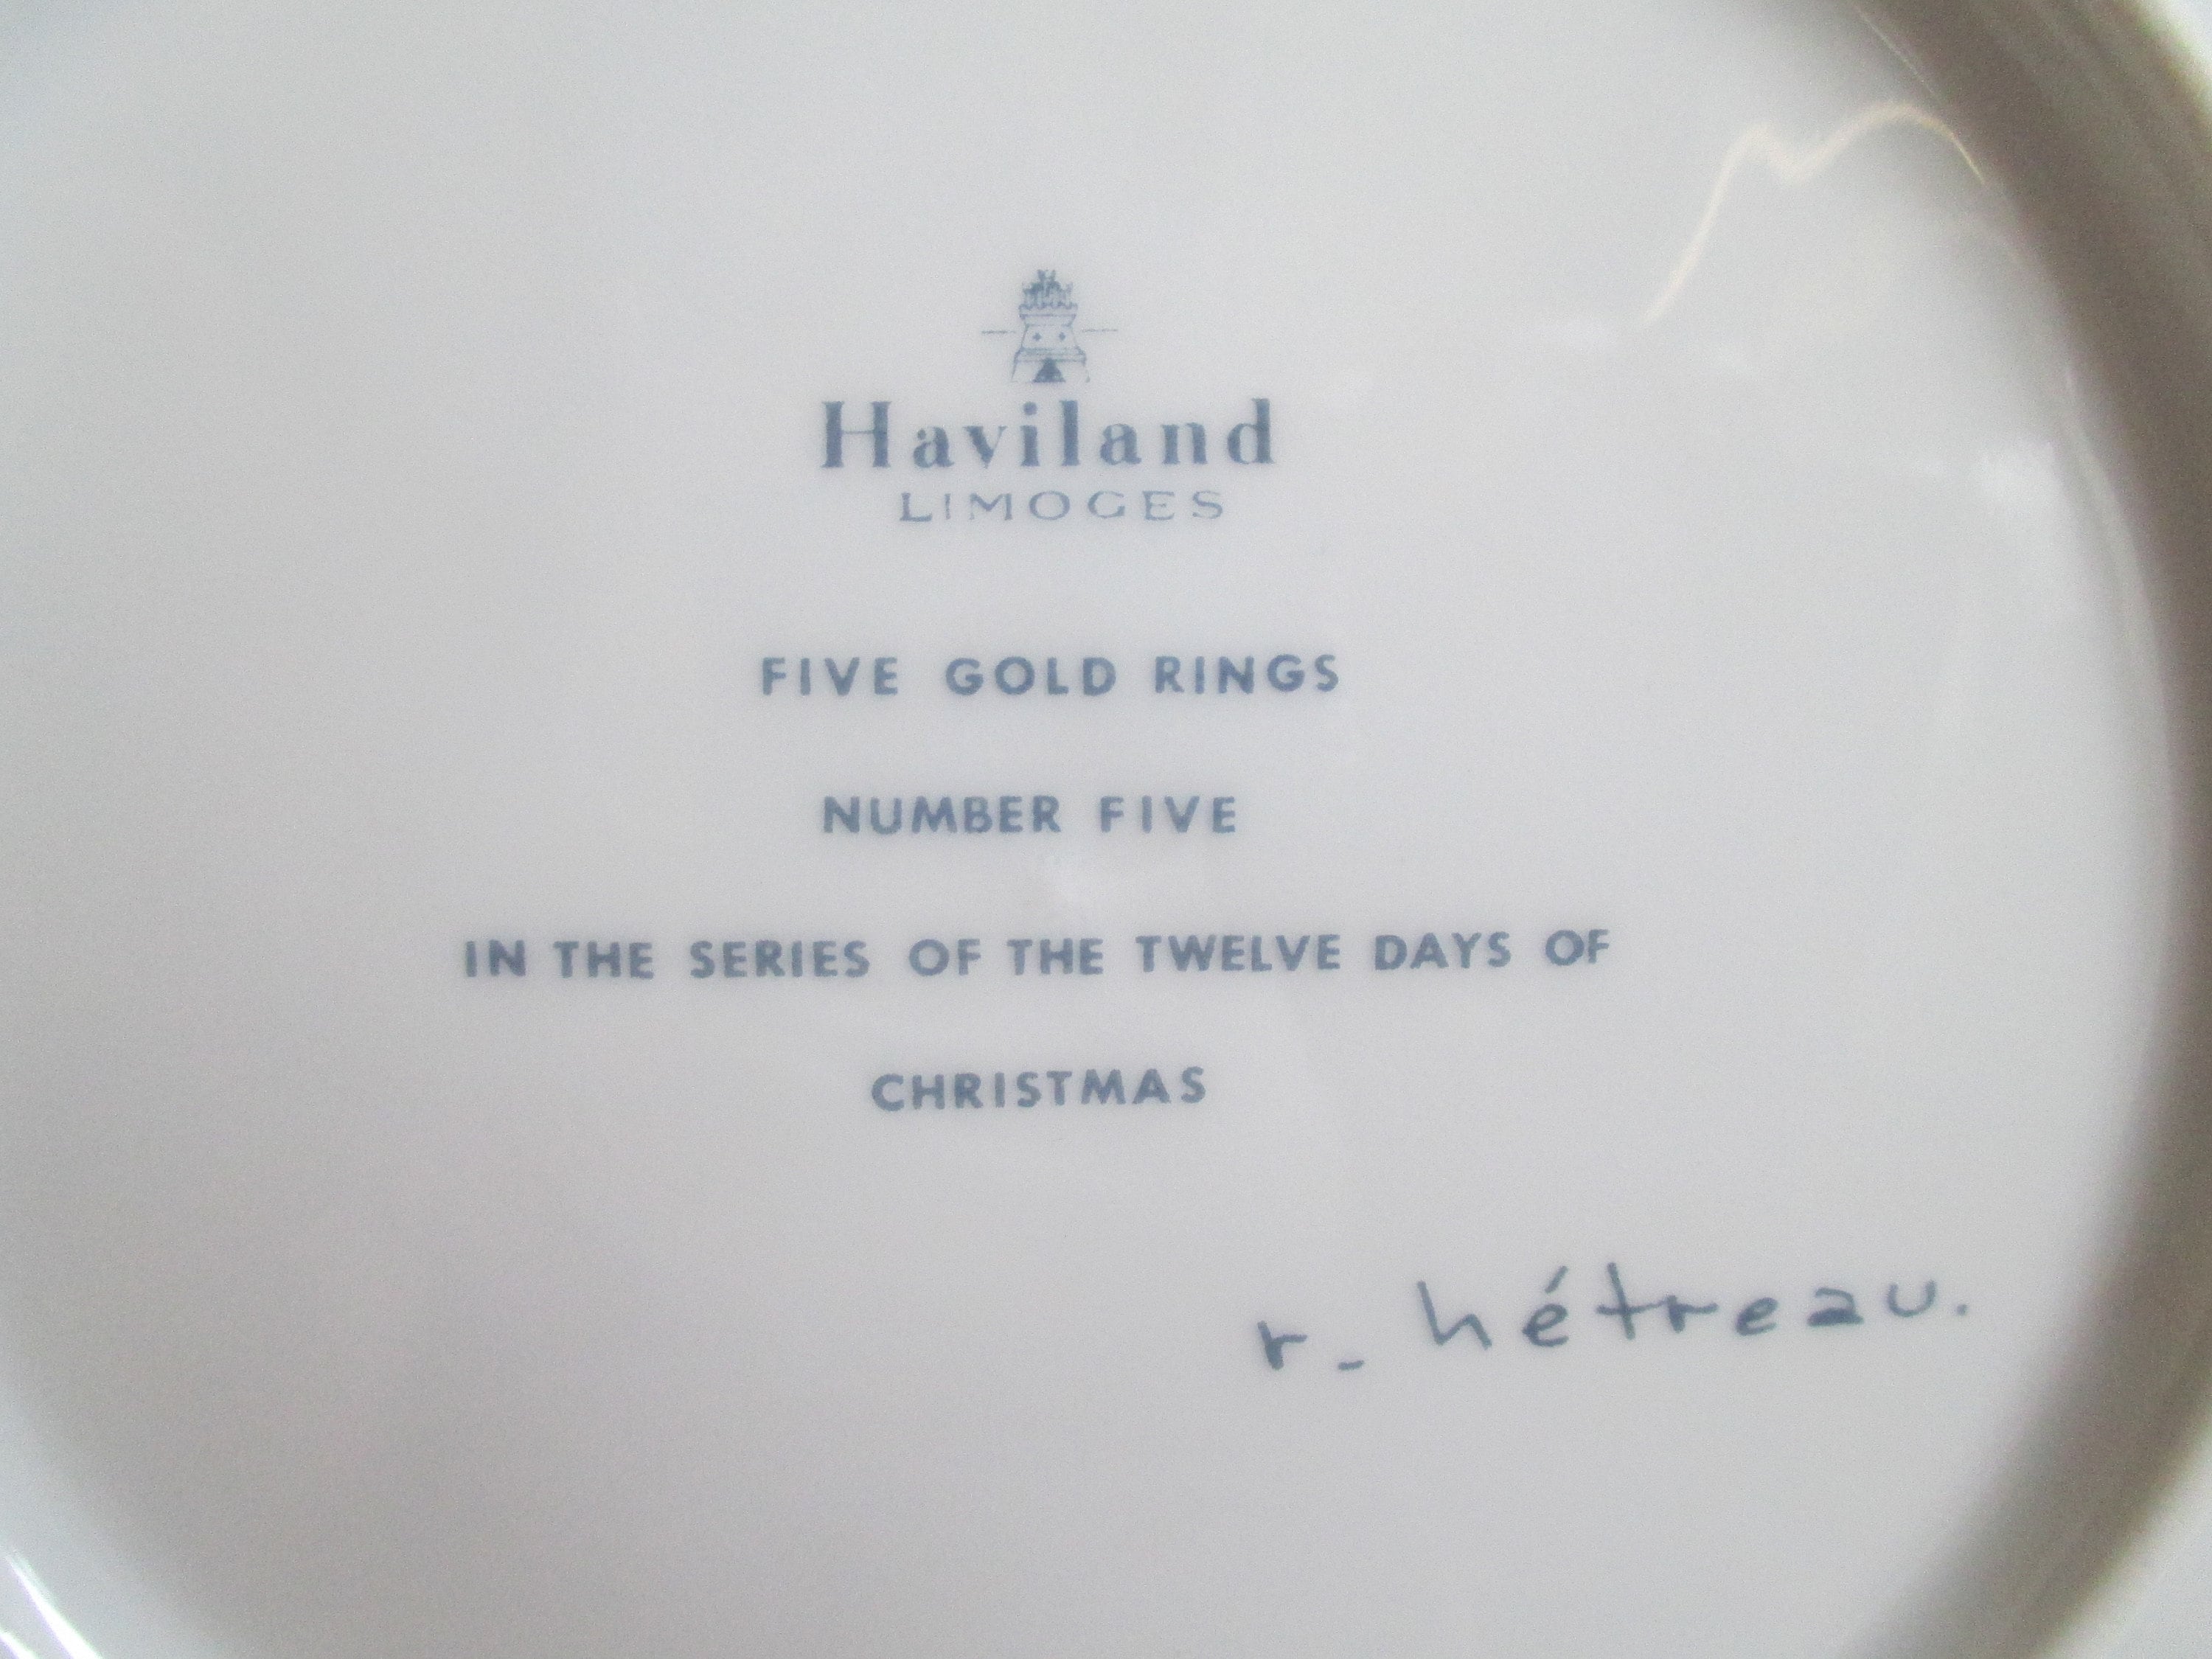 Haviland
LIMOGES
FIVE GOLD RINGS
NUMBER FIVE
IN THE SERIES OF THE TWELVE DAYS OF
CHRISTMAS
r- hétreau.